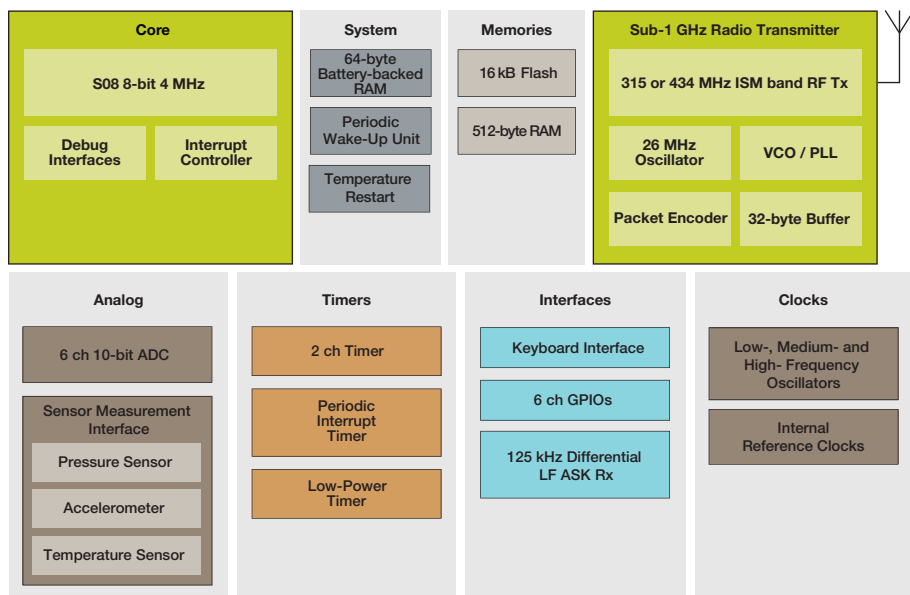 Core
S08 8-bit 4 MHz
Debug
Interfaces
Interrupt
Controller
System
64-byte
Battery-backed
RAM
Periodic
Wake-Up Unit
Temperature
Restart
Memories
16 kB Flash
512-byte RAM
Sub-1 GHz Radio Transmitter
315 or 434 MHz ISM band RF Tx
26 MHz
Oscillator
VCO / PLL
Packet Encoder
32-byte Buffer
Analog
6 ch 10-bit ADC
Sensor Measurement
Interface
Pressure Sensor
Accelerometer
Temperature Sensor
Timers
2 ch Timer
Periodic
Interrupt
Timer
Low-Power
Timer
Interfaces
Keyboard Interface
6 ch GPIOs
125 kHz Differential
LF ASK Rx
Clocks
Low-, Medium- and
High- Frequency
Oscillators
Internal
Reference Clocks